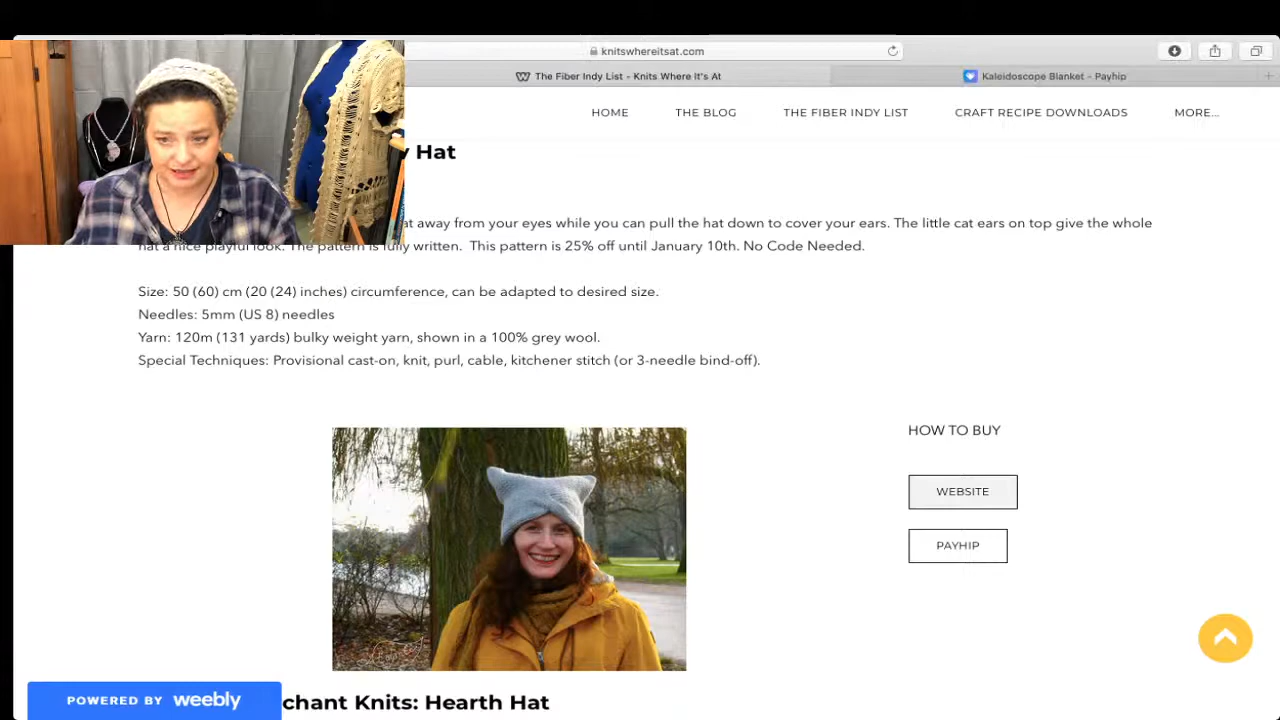 knitswhereitsat.com
The Fiber Indy List - Knits Where It's At
Kaleidoscope Blanket - Payhip
HOME THE BLOG THE FIBER INDY LIST CRAFT RECIPE DOWNLOADS MORE...
Hat
at away from your eyes while you can pull the hat down to cover your ears. The little cat ears on top give the whole
hat a nice playful look. The pattern is fully written. This pattern is 25% off until January 10th. No Code Needed.
Size: 50 (60) cm (20 (24) inches) circumference, can be adapted to desired size.
Needles: 5mm (US 8) needles
Yarn: 120m (131 yards) bulky weight yarn, shown in a 100% grey wool.
Special Techniques: Provisional cast-on, knit, purl, cable, kitchener stitch (or 3-needle bind-off).
HOW TO BUY
WEBSITE
PAYHIP
chant Knits: Hearth Hat
POWERED BY weebly